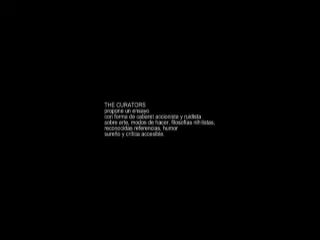 THE CURATORS
propone un ensayo
con forma de cabaret accionista y ruidista
sobre arte, modos de hacer, filosofías nihilistas,
reconocidas referencias, humor
sureño y crítica accesible.